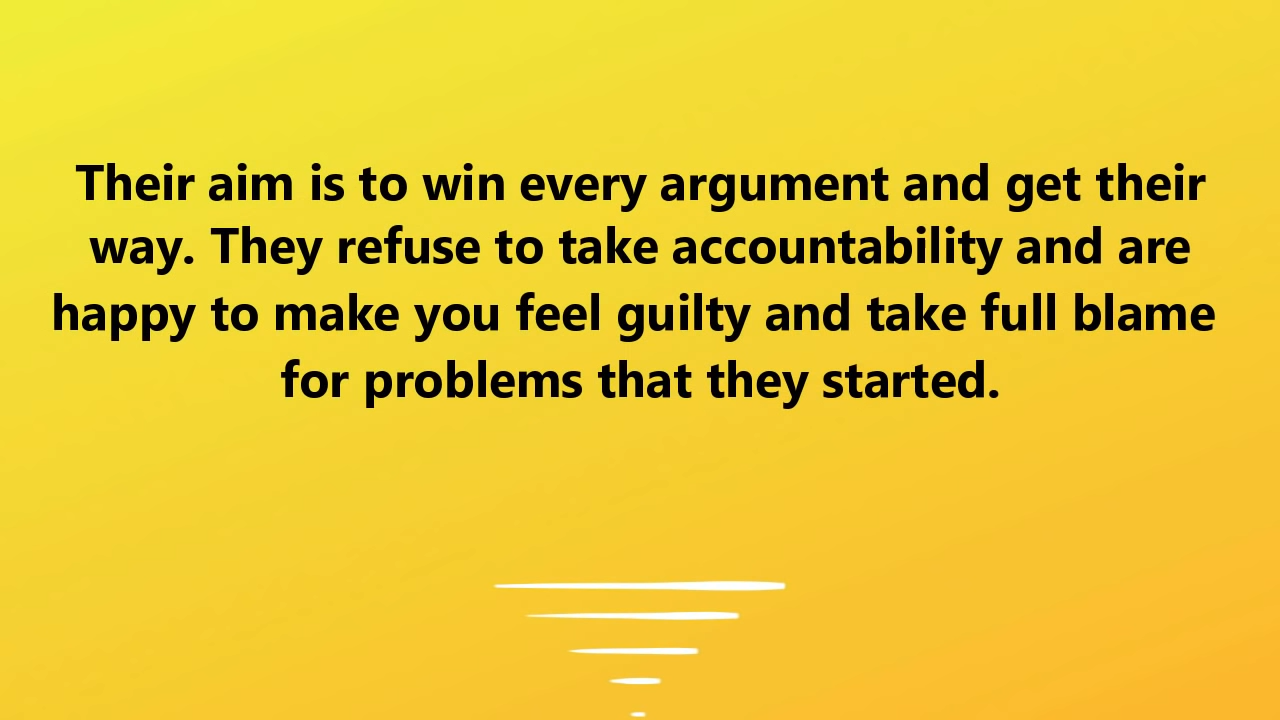 Their aim is to win every argument and get their
way. They refuse to take accountability and are
happy to make you feel guilty and take full blame
for problems that they started.